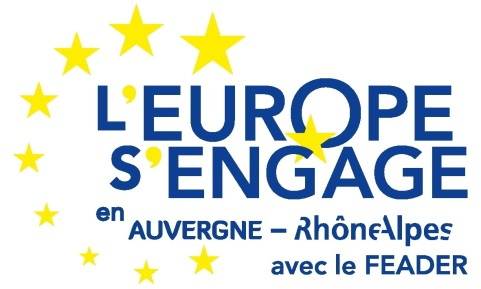 L'EUROPE
S'ENGAGE
en AUVERGNE – RhôneAlpes
avec le FEADER